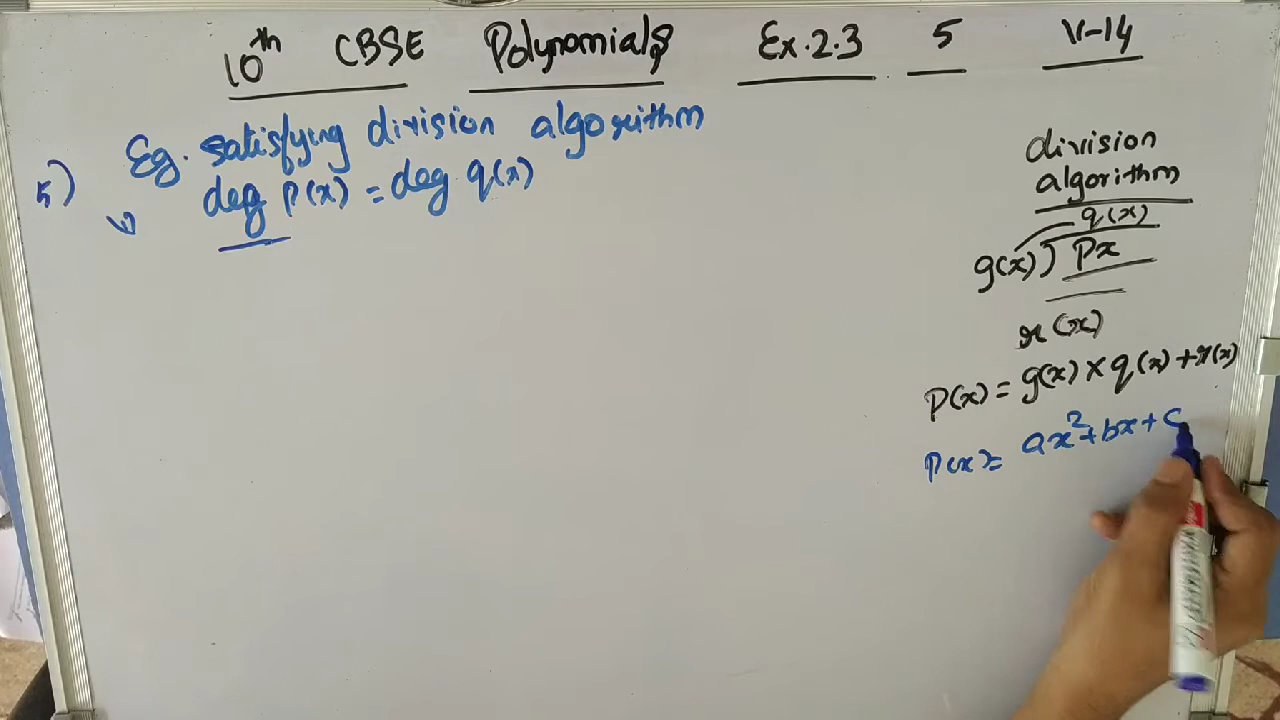 10th CBSE Polynomials Ex.2.3 5 V-14
5) Eg. satisfying division algorithm
deg p(x) = deg q(x)
division
algorithm
q(x)
g(x) ) Px
r(x)
P(x) = g(x) × q(x) + r(x)
P(x) = ax²+bx+c